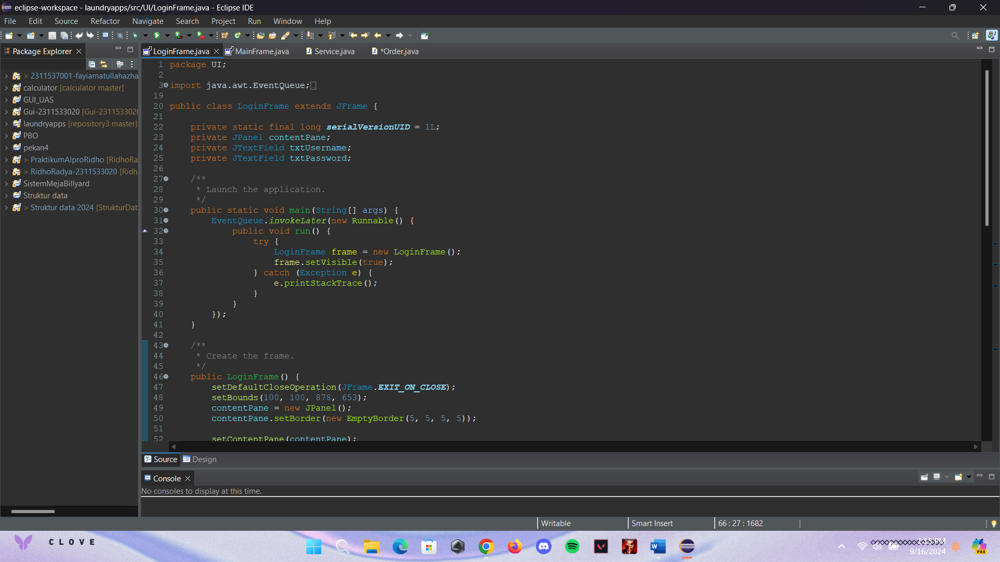 eclipse-workspace - laundryapps/src/UI/LoginFrame.java - Eclipse IDE
File Edit Source Refactor Navigate Search Project Run Window Help
Package Explorer
LoginFrame.java MainFrame.java Service.java *Order.java
> 2311537001-fayiamatullahazha
calculator [calculator master]
GUI_UAS
Gui-2311533020 [Gui-2311533020
laundryapps [repository3 master]
PBO
pekan4
> PraktikumAlproRidho [RidhoRa
> RidhoRadya-2311533020 [Ridh
SistemMejaBillyard
Struktur data
> Struktur data 2024 [StrukturDat
1 package UI;
2
3 import java.awt.EventQueue;
19
20 public class LoginFrame extends JFrame {
21
22 private static final long serialVersionUID = 1L;
23 private JPanel contentPane;
24 private JTextField txtUsername;
25 private JTextField txtPassword;
26
27 /**
28 * Launch the application.
29 */
30 public static void main(String[] args) {
31 EventQueue.invokeLater(new Runnable() {
32 public void run() {
33 try {
34 LoginFrame frame = new LoginFrame();
35 frame.setVisible(true);
36 } catch (Exception e) {
37 e.printStackTrace();
38 }
39 }
40 });
41 }
42
43 /**
44 * Create the frame.
45 */
46 public LoginFrame() {
47 setDefaultCloseOperation(JFrame.EXIT_ON_CLOSE);
48 setBounds(100, 100, 878, 653);
49 contentPane = new JPanel();
50 contentPane.setBorder(new EmptyBorder(5, 5, 5, 5));
51
52 setContentPane(contentPane);
Source Design
Console
No consoles to display at this time.
Writable Smart Insert 66 : 27 : 1682
CLOVE
1:15 PM
9/16/2024
PRE